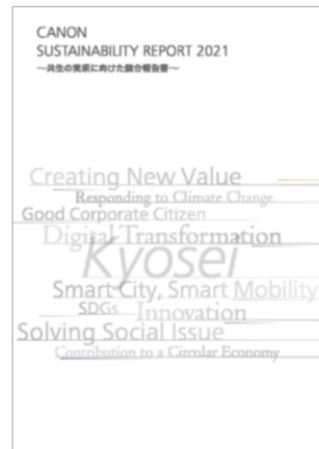 CANON
SUSTAINABILITY REPORT 2021
～共生の実現に向けた統合報告書～
Creating New Value
Responding to Climate Change
Good Corporate Citizen
Digital Transformation
Kyosei
Smart City, Smart Mobility
SDGs Innovation
Solving Social Issue
Contribution to a Circular Economy